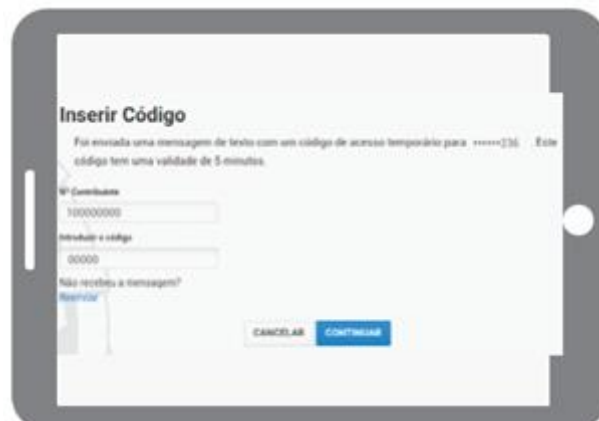 Inserir Código
Foi enviada uma mensagem de texto com um código de acesso temporário para ••••••236 . Este
código tem uma validade de 5 minutos.
Nº Contribuinte
100000000
Introduzir o código
00000
Não recebeu a mensagem?
Reenviar
CANCELAR CONTINUAR